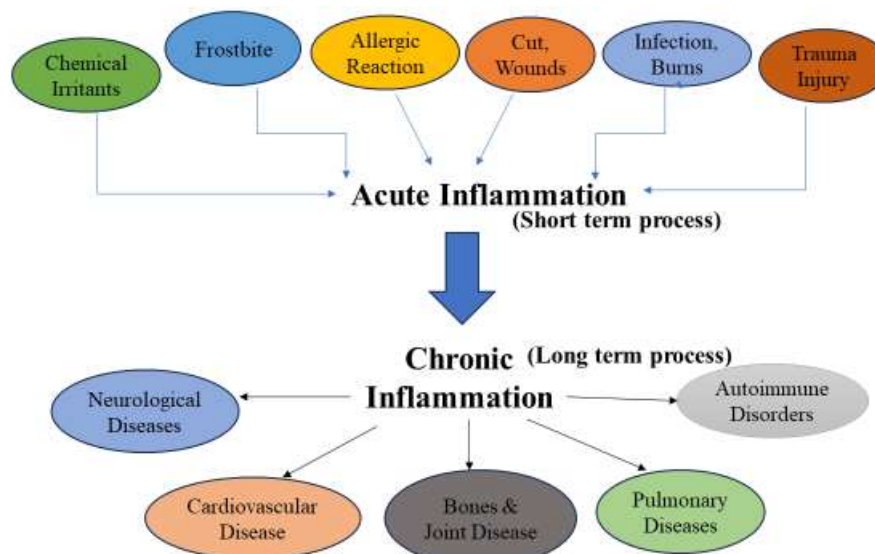 Chemical
Irritants
Frostbite
Allergic
Reaction
Cut,
Wounds
Infection,
Burns
Trauma
Injury
Acute Inflammation
(Short term process)
Chronic
(Long term process)
Inflammation
Neurological
Diseases
Autoimmune
Disorders
Cardiovascular
Disease
Bones &
Joint Disease
Pulmonary
Diseases